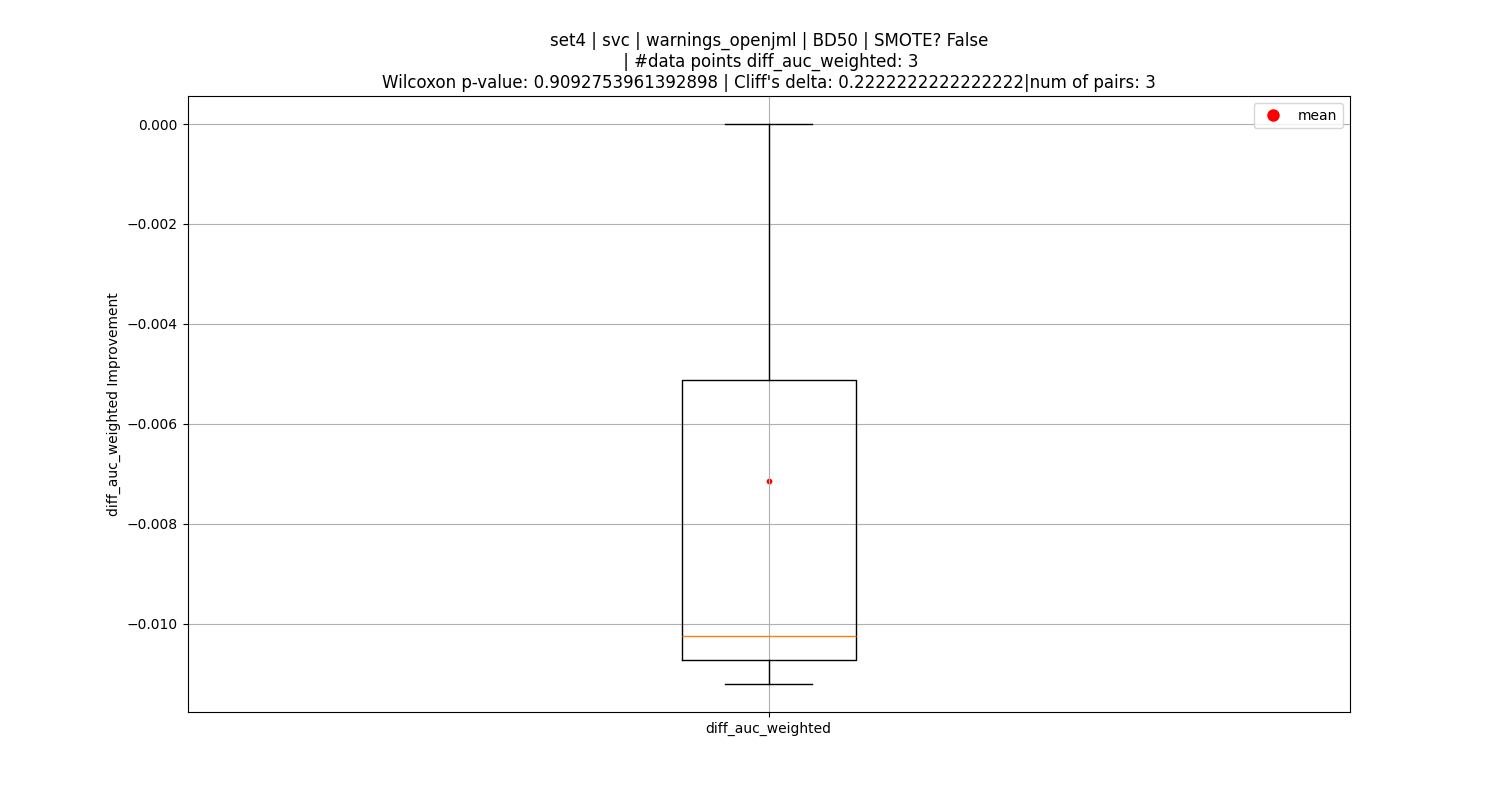 set4 | svc | warnings_openjml | BD50 | SMOTE? False
| #data points diff_auc_weighted: 3
Wilcoxon p-value: 0.9092753961392898 | Cliff's delta: 0.2222222222222222|num of pairs: 3
mean
0.000
−0.002
−0.004
−0.006
−0.008
−0.010
diff_auc_weighted Improvement
diff_auc_weighted